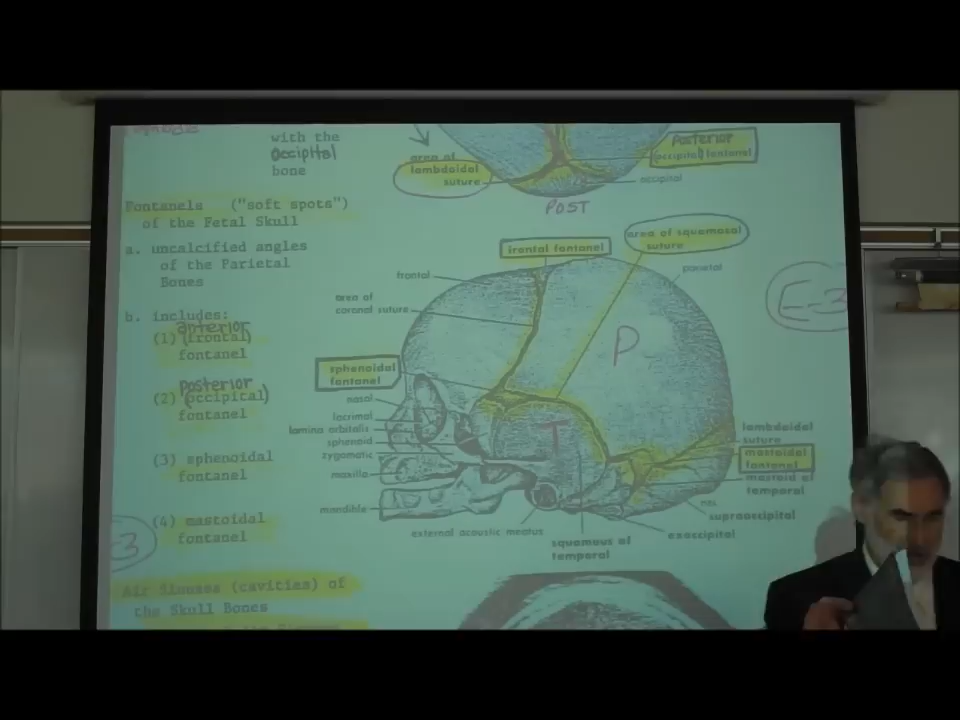 with the
occipital
bone
Fontanels ("soft spots")
of the Fetal Skull
a. uncalcified angles
of the Parietal
Bones
b. includes:
anterior
(1) (frontal)
fontanel
posterior
(2) (occipital)
fontanel
(3) sphenoidal
fontanel
(4) mastoidal
fontanel
E-3
Air Sinuses (cavities) of
the Skull Bones
area of
lambdoidal
suture
Posterior
(occipital) fontanel
occipital
POST
frontal fontanel
area of squamosal
suture
frontal
parietal
area of
coronal suture
sphenoidal
fontanel
nasal
lacrimal
lamina orbitalis
sphenoid
zygomatic
maxilla
mandible
P
T
lambdoidal
suture
mastoidal
fontanel
mastoid of
temporal
supraoccipital
exoccipital
external acoustic meatus
squamous of
temporal
-3